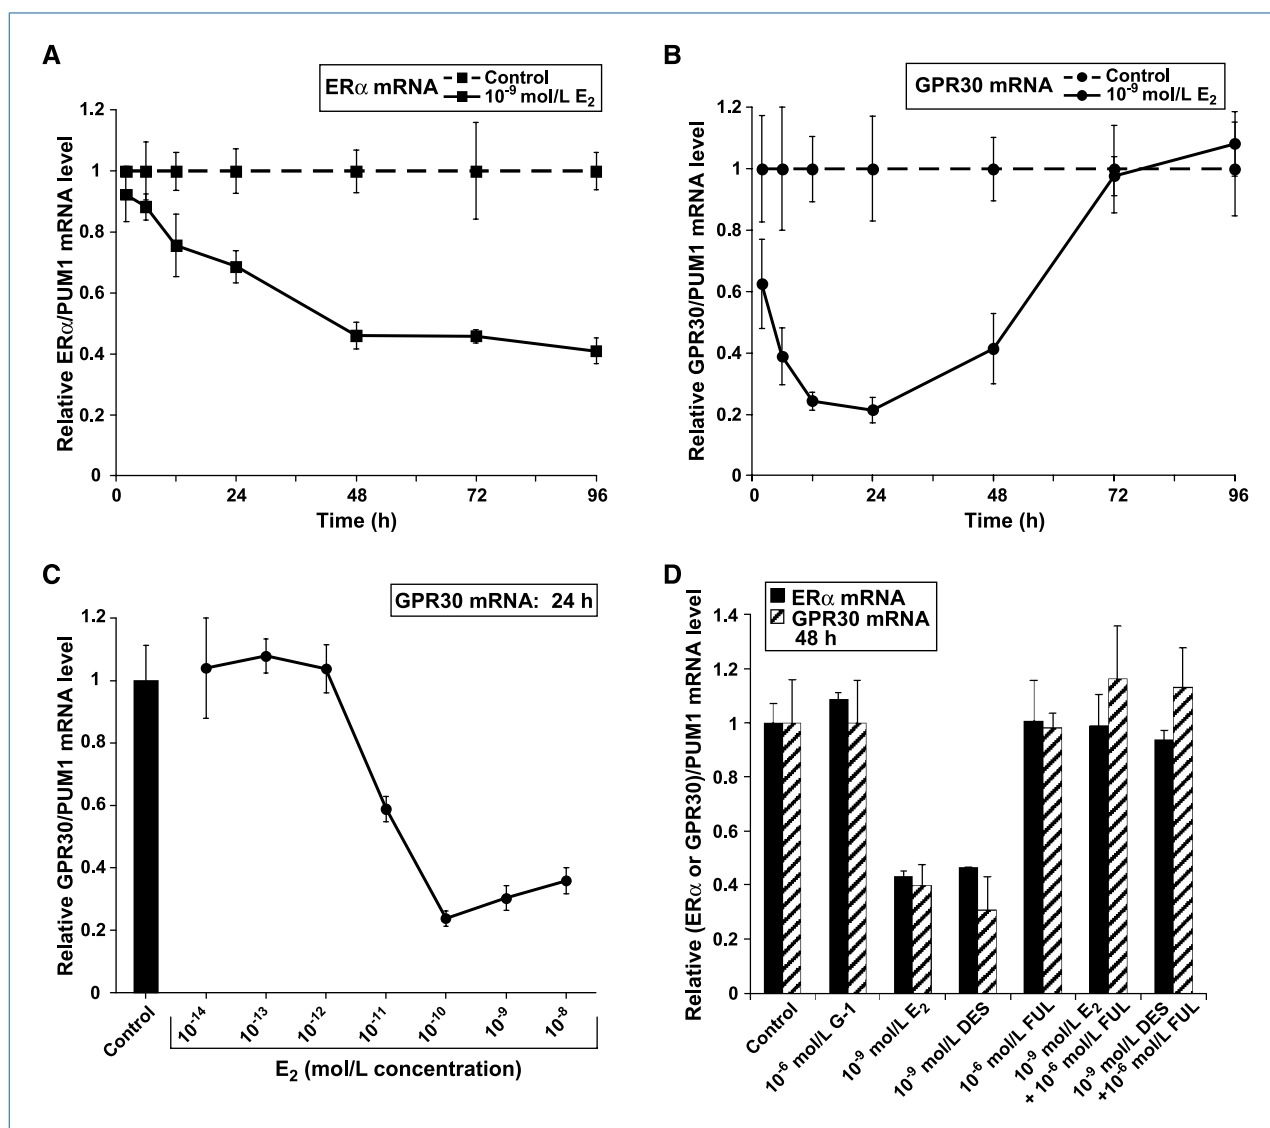 A
ERα mRNA
Control
10⁻⁹ mol/L E₂
Relative ERα/PUM1 mRNA level
1.2
1
0.8
0.6
0.4
0.2
0
0 24 48 72 96
Time (h)
B
GPR30 mRNA
Control
10⁻⁹ mol/L E₂
Relative GPR30/PUM1 mRNA level
1.2
1
0.8
0.6
0.4
0.2
0
0 24 48 72 96
Time (h)
C
GPR30 mRNA: 24 h
Relative GPR30/PUM1 mRNA level
1.2
1
0.8
0.6
0.4
0.2
0
Control
10⁻¹⁴
10⁻¹³
10⁻¹²
10⁻¹¹
10⁻¹⁰
10⁻⁹
10⁻⁸
E₂ (mol/L concentration)
D
ERα mRNA
GPR30 mRNA
48 h
Relative (ERα or GPR30)/PUM1 mRNA level
1.4
1.2
1
0.8
0.6
0.4
0.2
0
Control
10⁻⁶ mol/L G-1
10⁻⁹ mol/L E₂
10⁻⁹ mol/L DES
10⁻⁶ mol/L FUL
10⁻⁹ mol/L E₂
+ 10⁻⁶ mol/L FUL
10⁻⁹ mol/L DES
+10⁻⁶ mol/L FUL